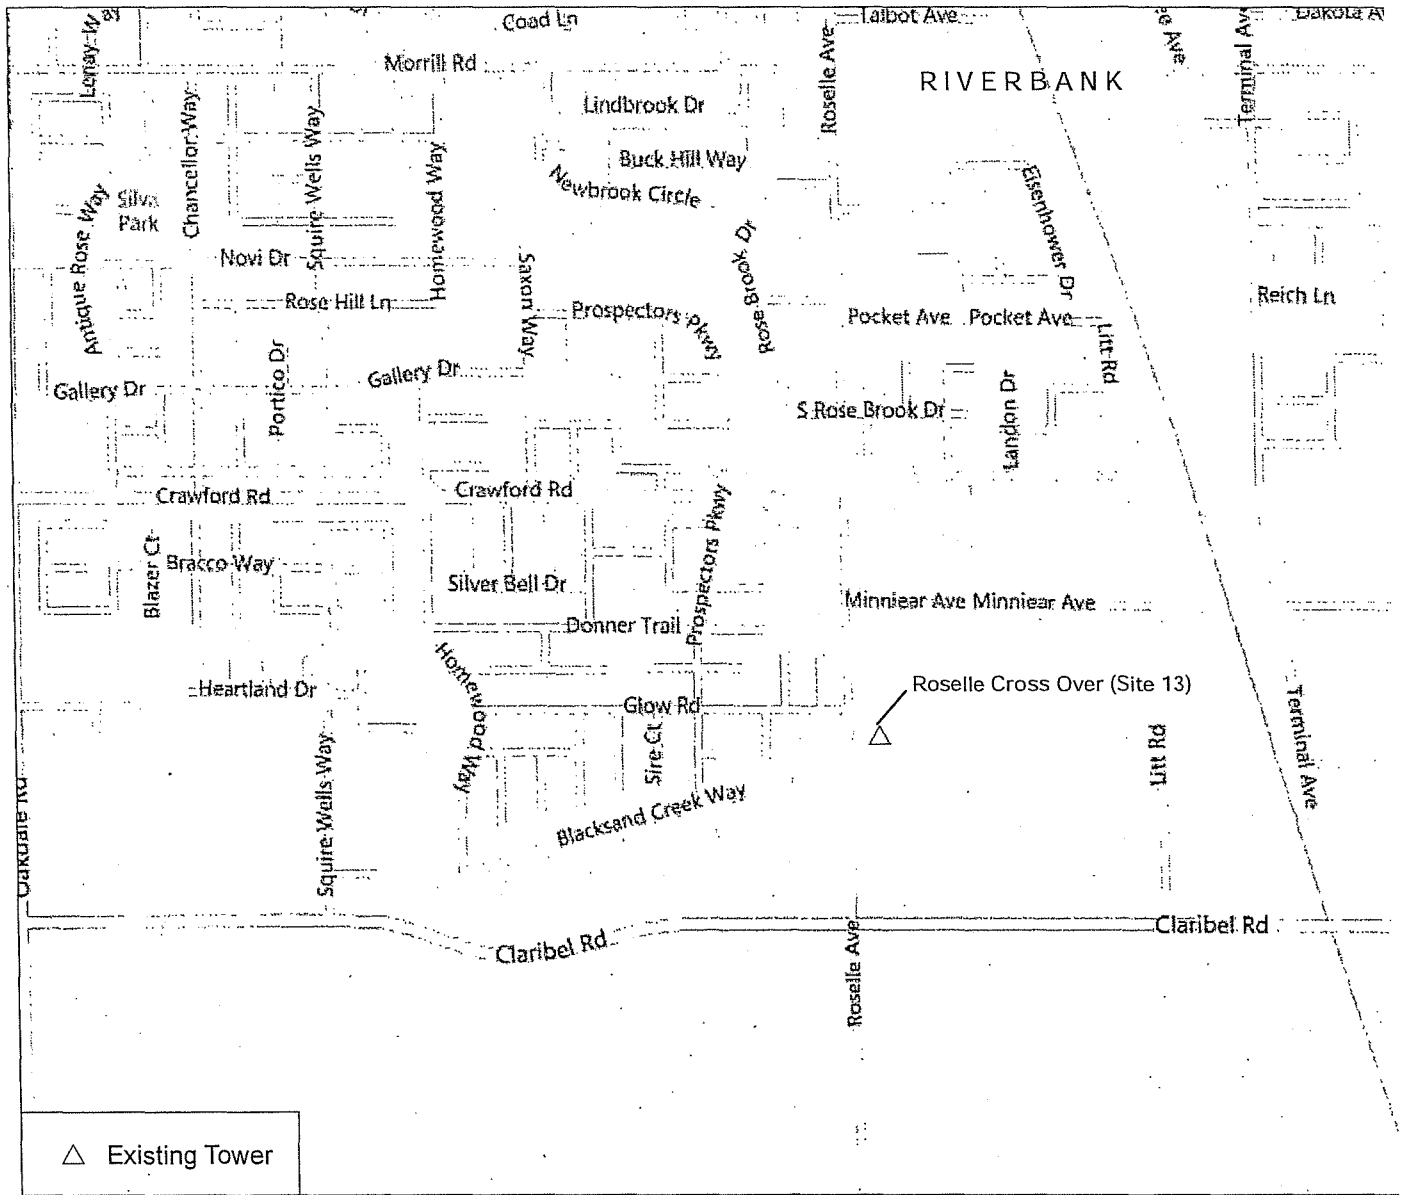 Coad Ln
Talbot Ave
Dakota
Lenay W
Morrill Rd
Roselle Ave
RIVERBANK
Terminal Ave
Lindbrook Dr
Chancellor Way
Squire Wells Way
Homewood Way
Buck Hill Way
Newbrook Circle
Silva
Park
Antique Rose Way
Eisenhower Dr
Rose Brook Dr
Novi Dr
Saxon Way
Rose Hill Ln
Prospectors Pkwy
Pocket Ave
Pocket Ave
Reich Ln
Litt Rd
Portico Dr
Gallery Dr
Gallery Dr
Landon Dr
S Rose Brook Dr
Crawford Rd
Crawford Rd
Prospectors Pkwy
Blazer Ct
Bracco Way
Silver Bell Dr
Minniear Ave
Minniear Ave
Donner Trail
Homewood Way
Heartland Dr
Roselle Cross Over (Site 13)
Glow Rd
Terminal Ave
Sire Ct
Litt Rd
Squire Wells Way
Oakdale Rd
Blacksand Creek Way
Claribel Rd
Claribel Rd
Roselle Ave
Existing Tower